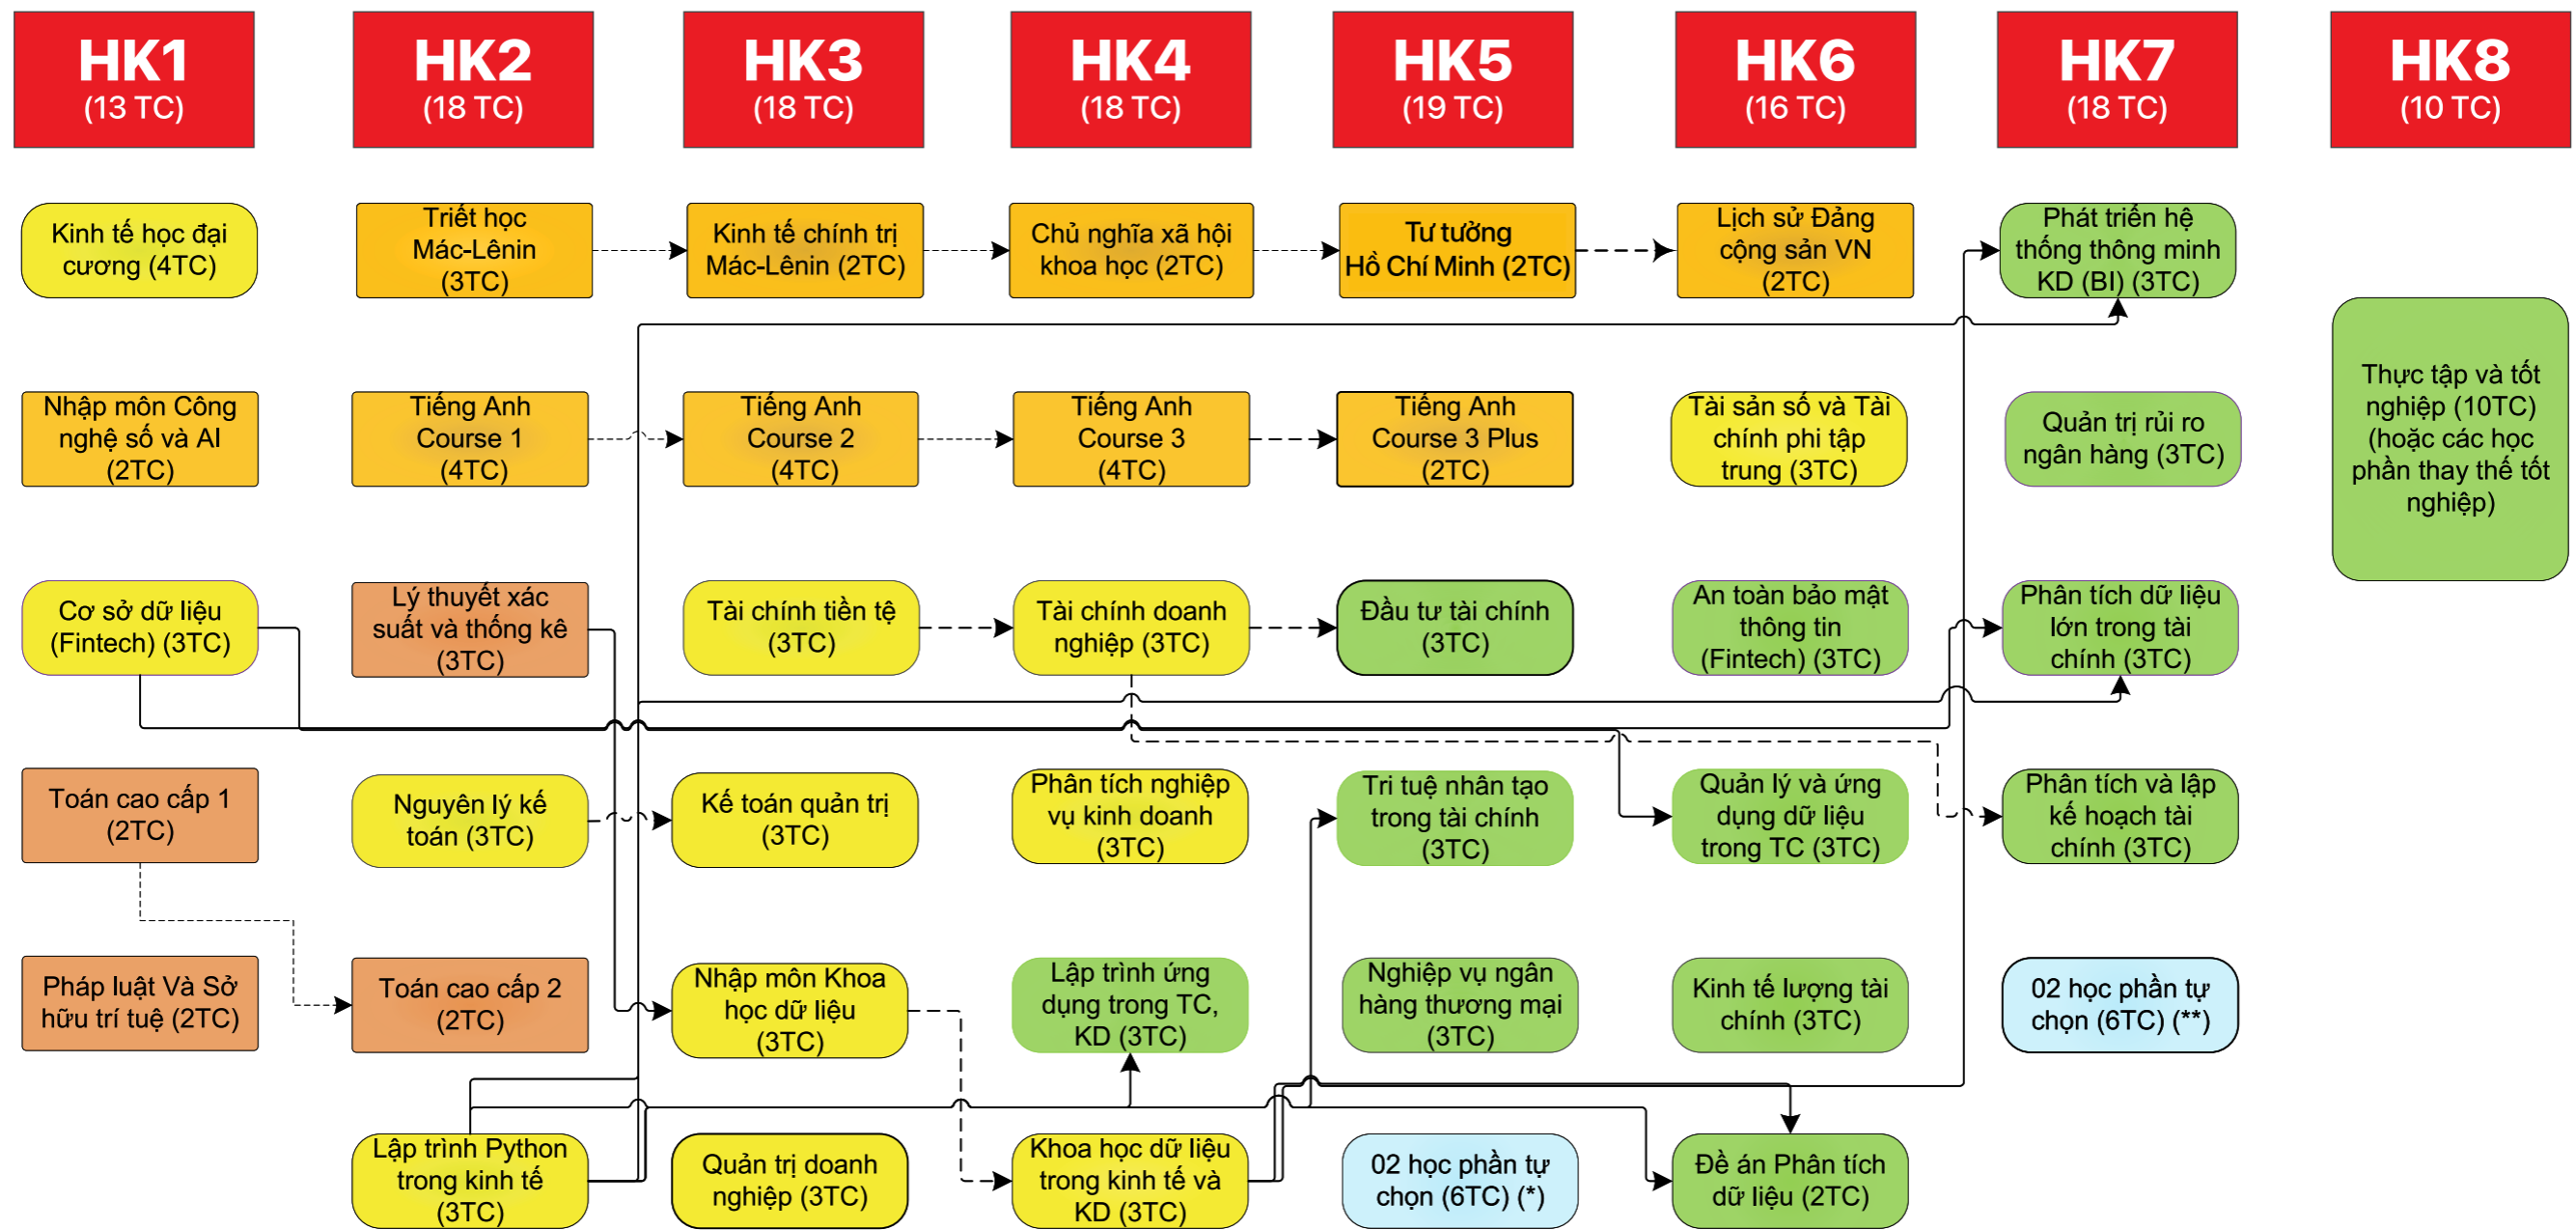 HK1
(13 TC)
HK2
(18 TC)
HK3
(18 TC)
HK4
(18 TC)
HK5
(19 TC)
HK6
(16 TC)
HK7
(18 TC)
HK8
(10 TC)
Kinh tế học đại
cương (4TC)
Triết học
Mác-Lênin
(3TC)
Kinh tế chính trị
Mác-Lênin (2TC)
Chủ nghĩa xã hội
khoa học (2TC)
Tư tưởng
Hồ Chí Minh (2TC)
Lịch sử Đảng
cộng sản VN
(2TC)
Phát triển hệ
thống thông minh
KD (BI) (3TC)
Nhập môn Công
nghệ số và AI
(2TC)
Tiếng Anh
Course 1
(4TC)
Tiếng Anh
Course 2
(4TC)
Tiếng Anh
Course 3
(4TC)
Tiếng Anh
Course 3 Plus
(2TC)
Tài sản số và Tài
chính phi tập
trung (3TC)
Quản trị rủi ro
ngân hàng (3TC)
Thực tập và tốt
nghiệp (10TC)
(hoặc các học
phần thay thế tốt
nghiệp)
Cơ sở dữ liệu
(Fintech) (3TC)
Lý thuyết xác
suất và thống kê
(3TC)
Tài chính tiền tệ
(3TC)
Tài chính doanh
nghiệp (3TC)
Đầu tư tài chính
(3TC)
An toàn bảo mật
thông tin
(Fintech) (3TC)
Phân tích dữ liệu
lớn trong tài
chính (3TC)
Toán cao cấp 1
(2TC)
Nguyên lý kế
toán (3TC)
Kế toán quản trị
(3TC)
Phân tích nghiệp
vụ kinh doanh
(3TC)
Tri tuệ nhân tạo
trong tài chính
(3TC)
Quản lý và ứng
dụng dữ liệu
trong TC (3TC)
Phân tích và lập
kế hoạch tài
chính (3TC)
Pháp luật Và Sở
hữu trí tuệ (2TC)
Toán cao cấp 2
(2TC)
Nhập môn Khoa
học dữ liệu
(3TC)
Lập trình ứng
dụng trong TC,
KD (3TC)
Nghiệp vụ ngân
hàng thương mại
(3TC)
Kinh tế lượng tài
chính (3TC)
02 học phần tự
chọn (6TC) (**)
Lập trình Python
trong kinh tế
(3TC)
Quản trị doanh
nghiệp (3TC)
Khoa học dữ liệu
trong kinh tế và
KD (3TC)
02 học phần tự
chọn (6TC) (*)
Đề án Phân tích
dữ liệu (2TC)